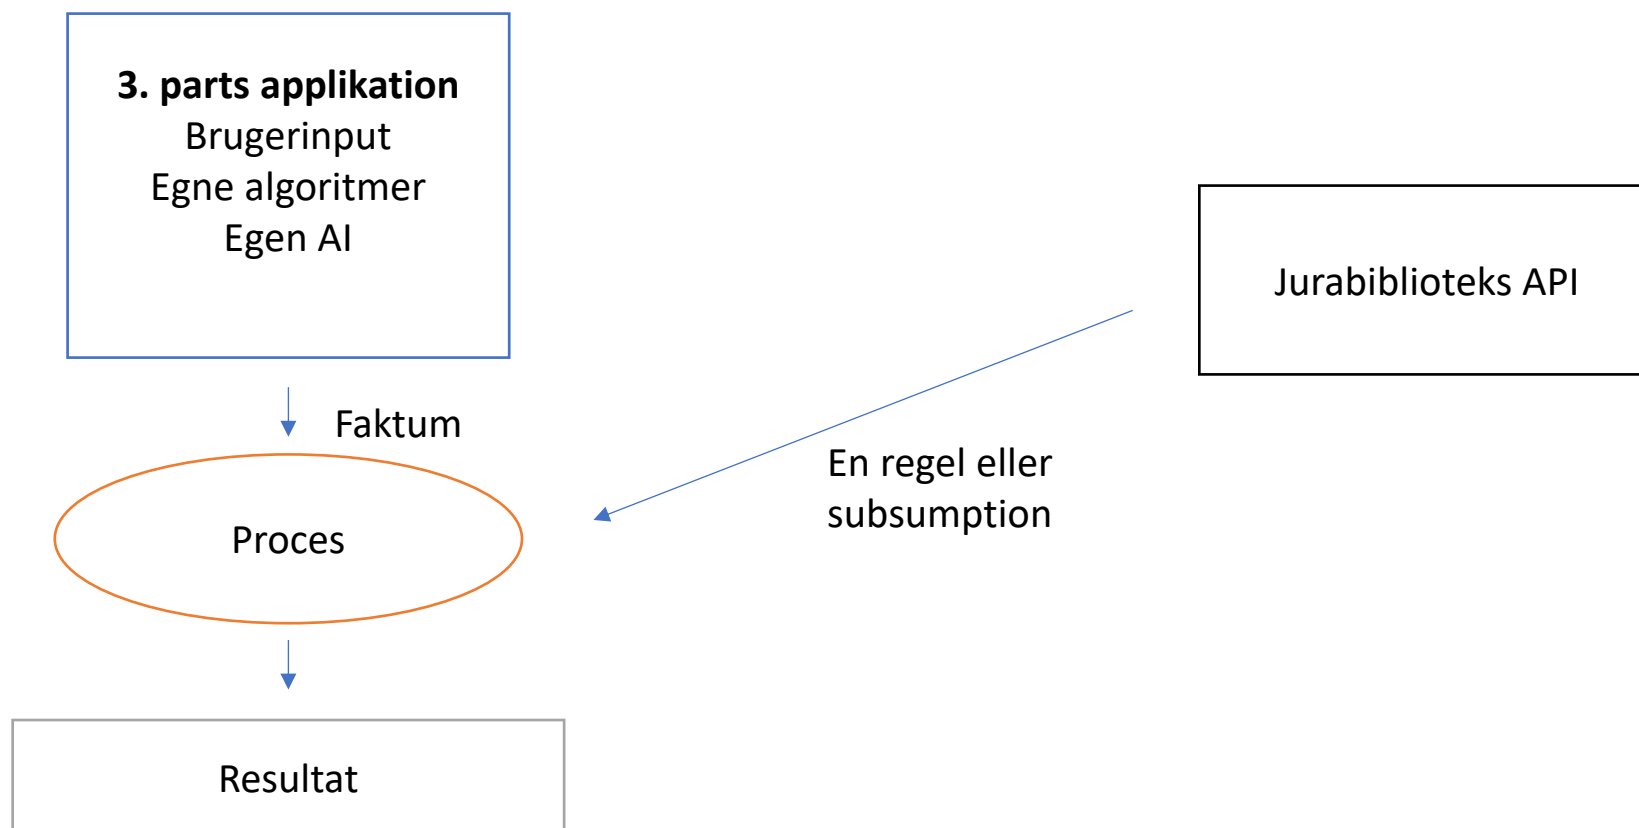 3. parts applikation
Brugerinput
Egne algoritmer
Egen AI
Jurabiblioteks API
Faktum
En regel eller
subsumption
Proces
Resultat